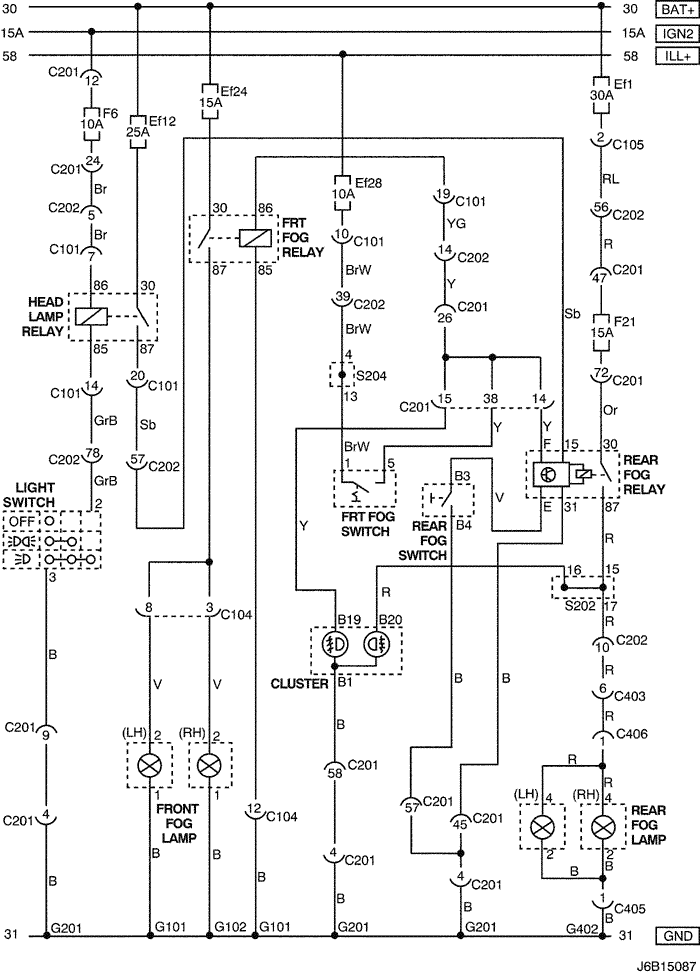 30 30 BAT+
15A 15A IGN2
58 58 ILL+
C201 12
F6 10A
Ef12 25A
Ef24 15A
Ef1 30A
2 C105
24 C201
Br
RL
Ef28 10A
19 C101
56 C202
C202 5
30 86
YG
Br
FRT FOG RELAY
10 C101
R
C101 7
14 C202
87 85
BrW
47 C201
86 30
Y
HEAD LAMP RELAY
39 C202
C201 26
Sb
F21 15A
85 87
BrW
4 S204 13
72 C201
20 C101
C101 14
C201 15 38 14
Or
GrB
Sb
Y Y
BrW
F 15 30
78 C202
57 C202
1 5
B3
REAR FOG RELAY
GrB
LIGHT SWITCH
2
V
E 31 87
OFF
FRT FOG SWITCH
REAR FOG SWITCH
B4
Y
R
3
16 15
8 3 C104
R
S202 17
B19 B20
R
C202 10
B
CLUSTER
B1
R
V V
B B
6 C403
B
R
C201 9
(LH) 2 (RH) 2
C406 1
58 C201
R
R
1 1
(LH) 4 (RH) 4
C201 57
C201 4
FRONT FOG LAMP
12 C104
45 C201
REAR FOG LAMP
2 2
B B
4 C201
B B
B
B
4 C201
B
B
B
1 C405
B
31 G201 G101 G102 G101 G201 G201 G402 31 GND
J6B15087